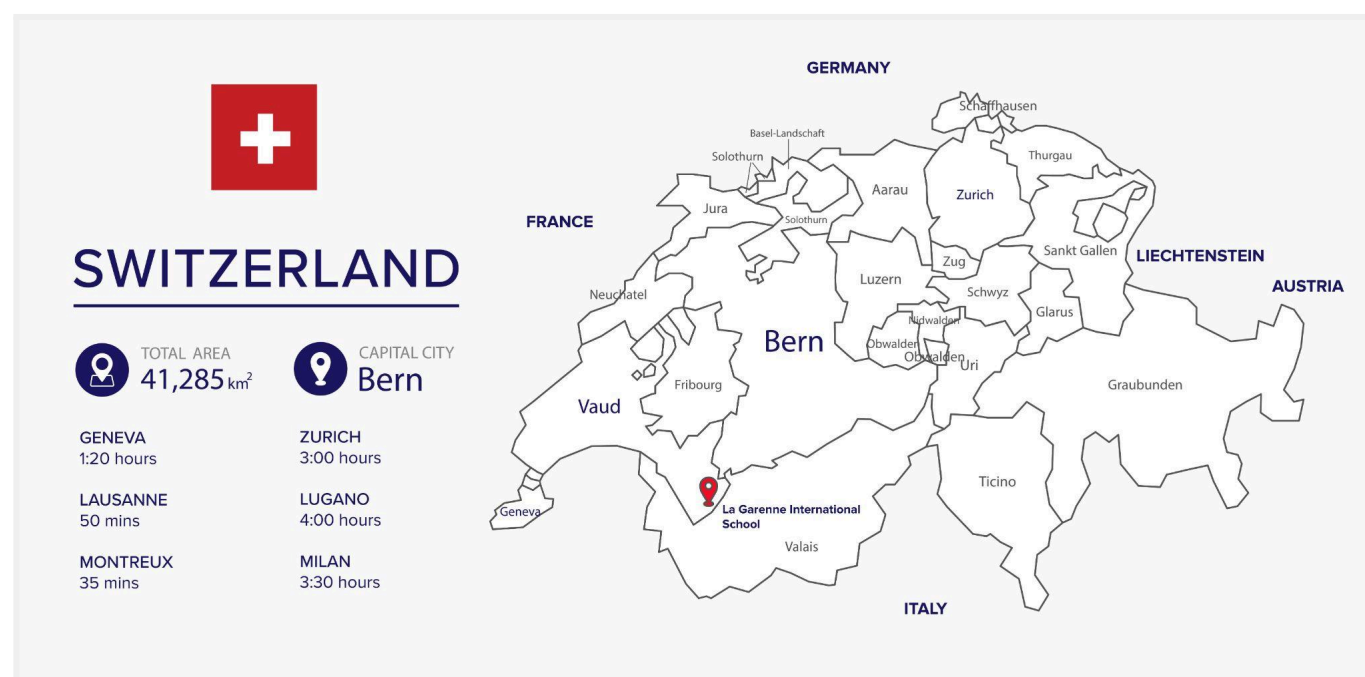 SWITZERLAND
TOTAL AREA
41,285 km²
CAPITAL CITY
Bern
GENEVA
1:20 hours
ZURICH
3:00 hours
LAUSANNE
50 mins
LUGANO
4:00 hours
MONTREUX
35 mins
MILAN
3:30 hours
GERMANY
Schaffhausen
Basel-Landschaft
Solothurn
Thurgau
Aarau
Zurich
Jura
Solothurn
FRANCE
Sankt Gallen
LIECHTENSTEIN
Zug
Luzern
AUSTRIA
Neuchatel
Schwyz
Glarus
Nidwalden
Bern
Obwalden
Obwalden
Uri
Fribourg
Graubunden
Vaud
Ticino
Geneva
La Garenne International
School
Valais
ITALY